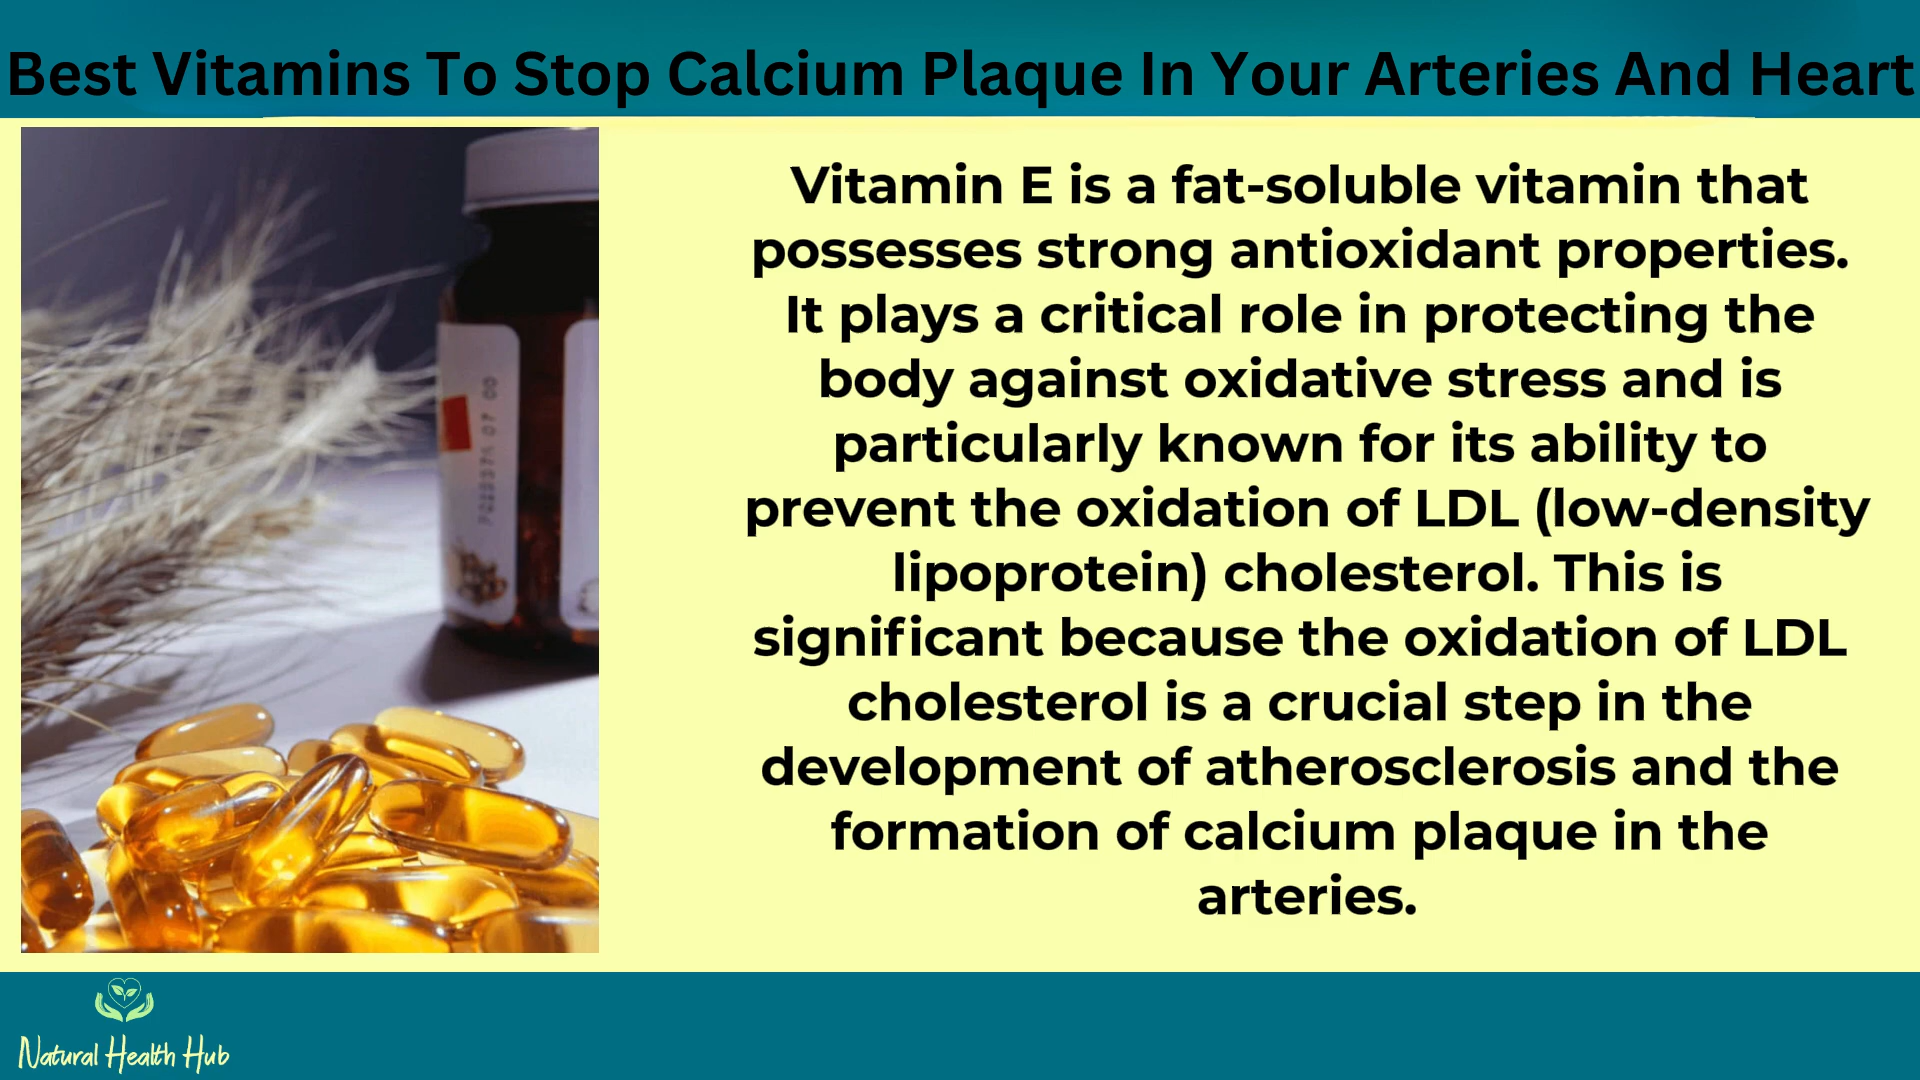 Best Vitamins To Stop Calcium Plaque In Your Arteries And Heart
Vitamin E is a fat-soluble vitamin that
possesses strong antioxidant properties.
It plays a critical role in protecting the
body against oxidative stress and is
particularly known for its ability to
prevent the oxidation of LDL (low-density
lipoprotein) cholesterol. This is
significant because the oxidation of LDL
cholesterol is a crucial step in the
development of atherosclerosis and the
formation of calcium plaque in the
arteries.
Natural Health Hub